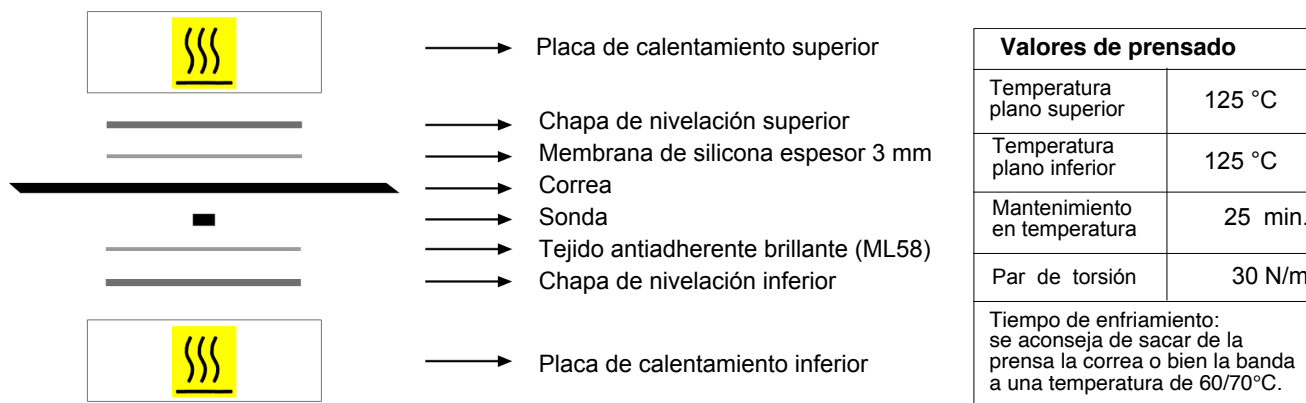 Placa de calentamiento superior
Chapa de nivelación superior
Membrana de silicona espesor 3 mm
Correa
Sonda
Tejido antiadherente brillante (ML58)
Chapa de nivelación inferior
Placa de calentamiento inferior
Valores de prensado
Temperatura
plano superior
125 °C
Temperatura
plano inferior
125 °C
Mantenimiento
en temperatura
25 min.
Par de torsión
30 N/m
Tiempo de enfriamiento:
se aconseja de sacar de la
prensa la correa o bien la banda
a una temperatura de 60/70°C.